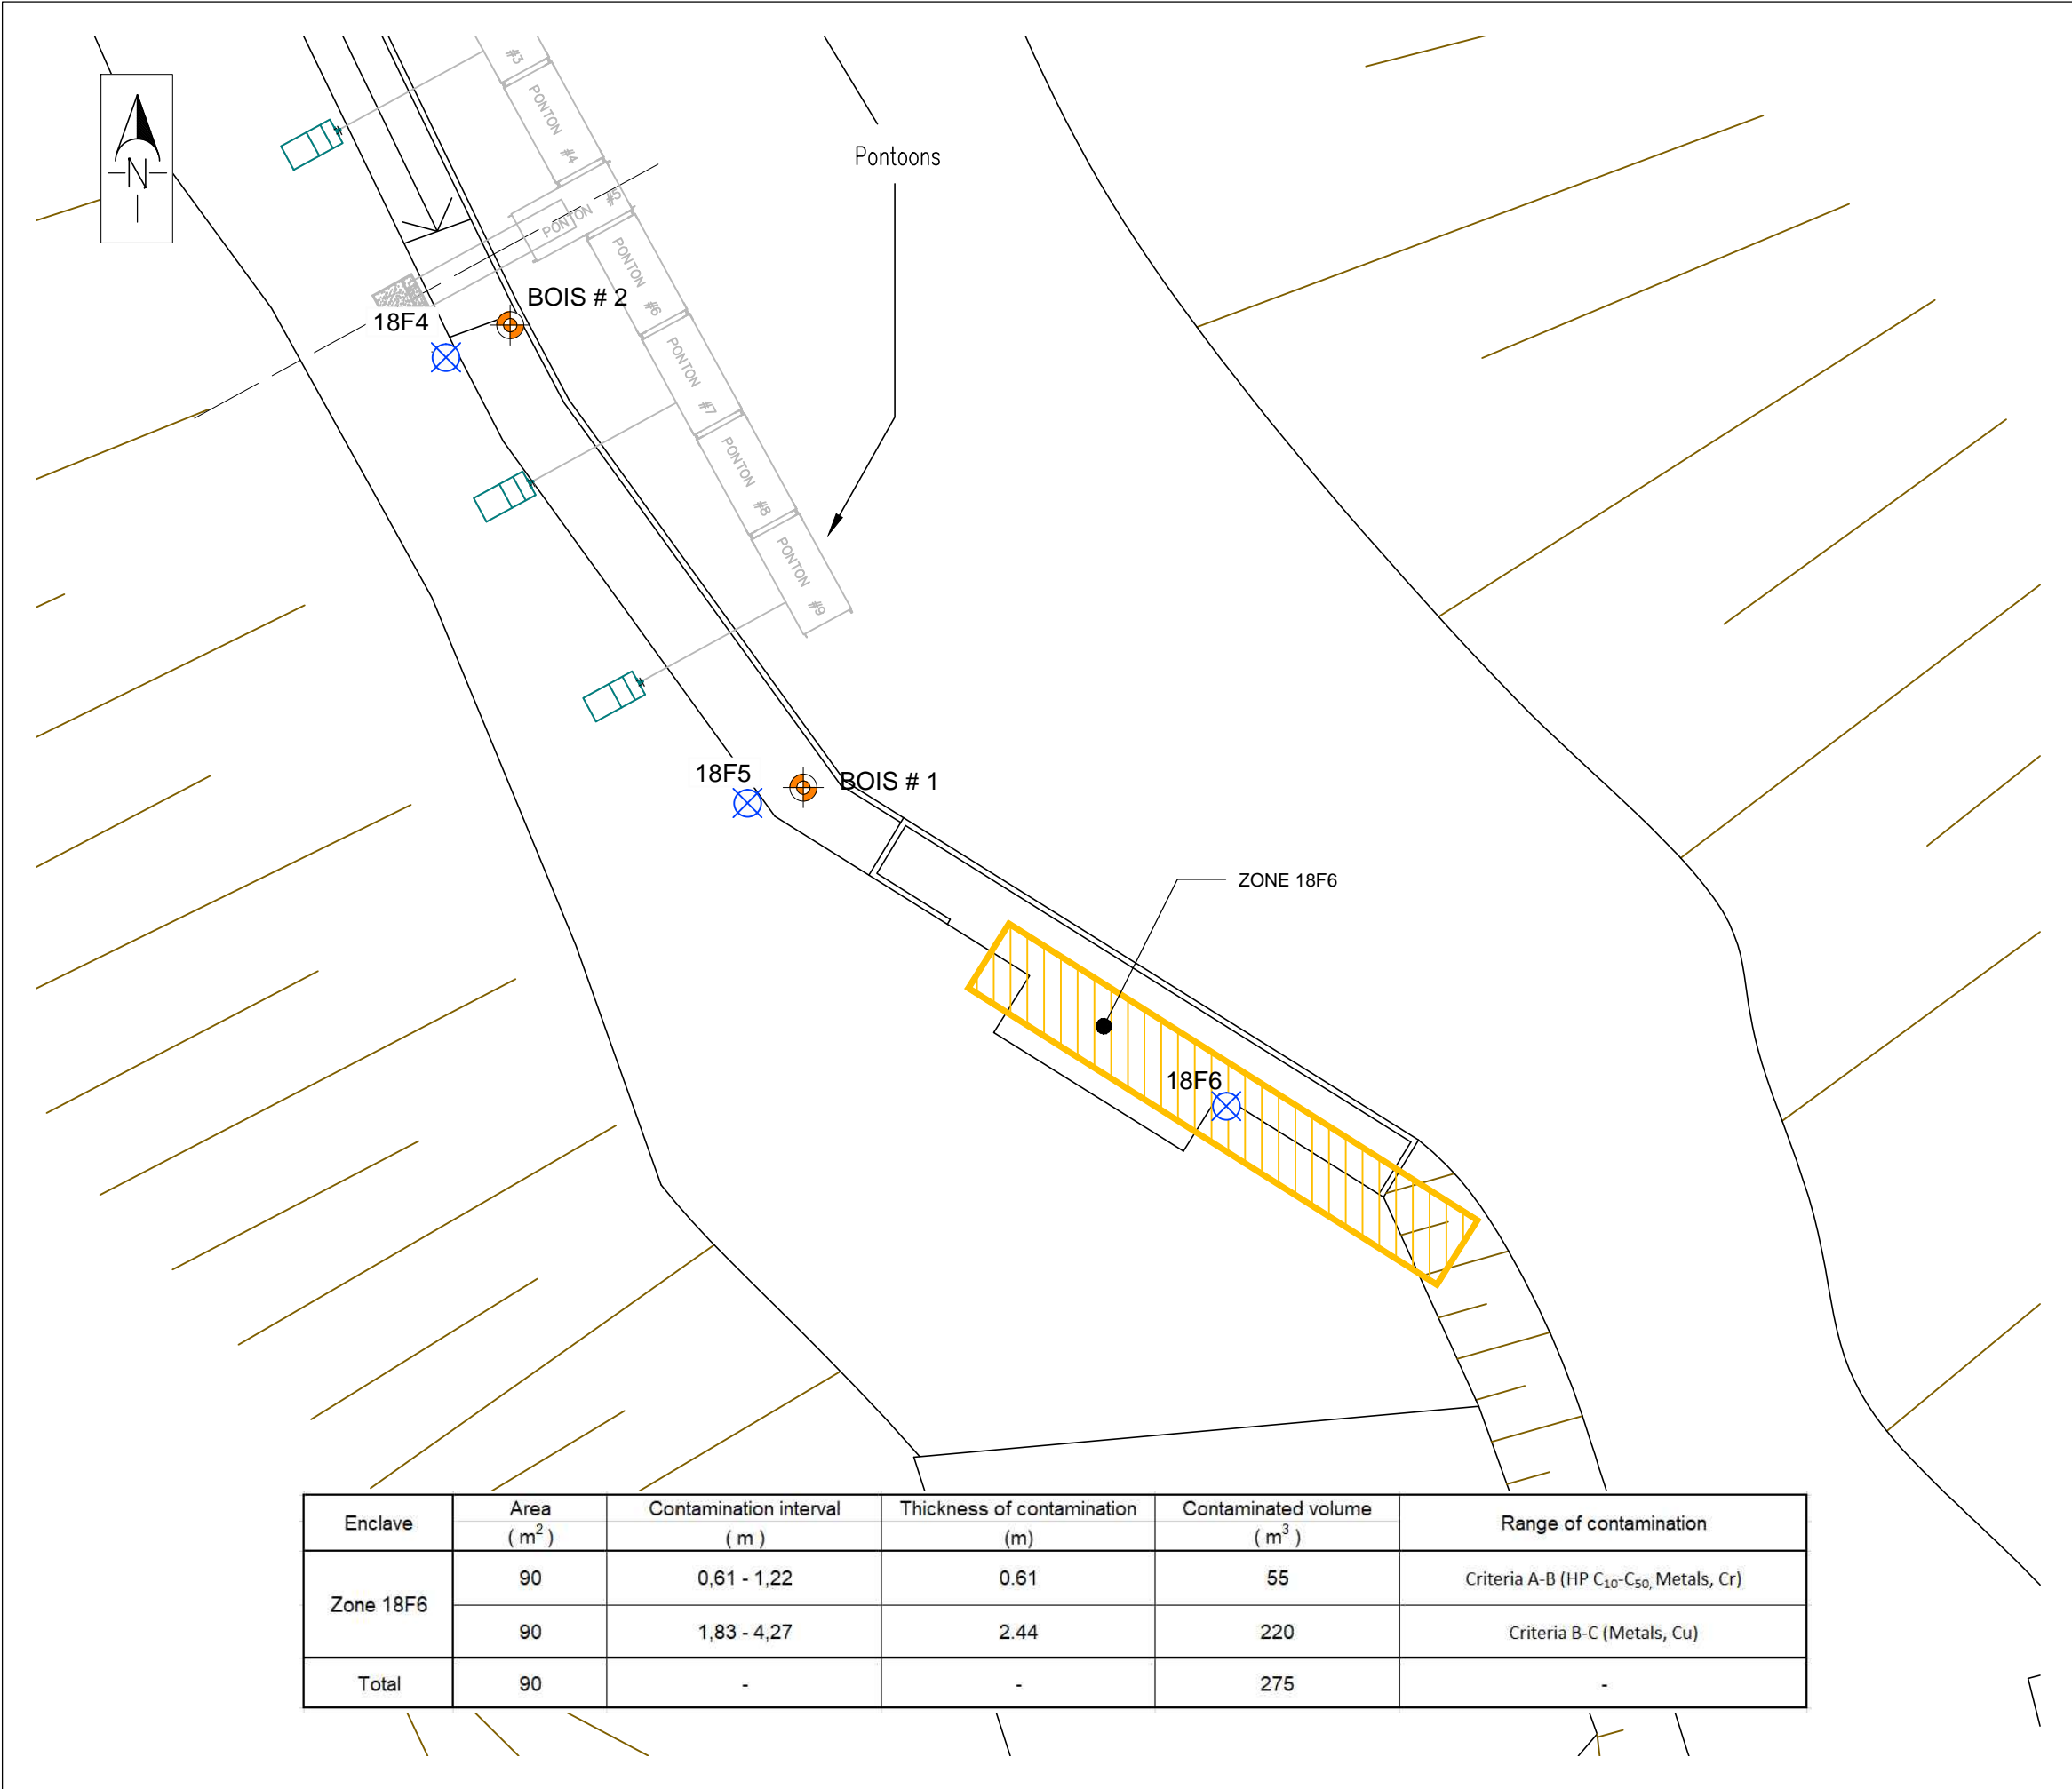 #3
PONTON #4
N
Pontoons
PONTON #5
PONTON #6
BOIS # 2
18F4
PONTON #7
PONTON #8
PONTON #9
18F5
BOIS # 1
ZONE 18F6
18F6
Enclave Area Contamination interval Thickness of contamination Contaminated volume Range of contamination
( m² ) ( m ) (m) ( m³ )
Zone 18F6 90 0,61 - 1,22 0.61 55 Criteria A-B (HP C₁₀-C₅₀, Metals, Cr)
90 1,83 - 4,27 2.44 220 Criteria B-C (Metals, Cu)
Total 90 - - 275 -